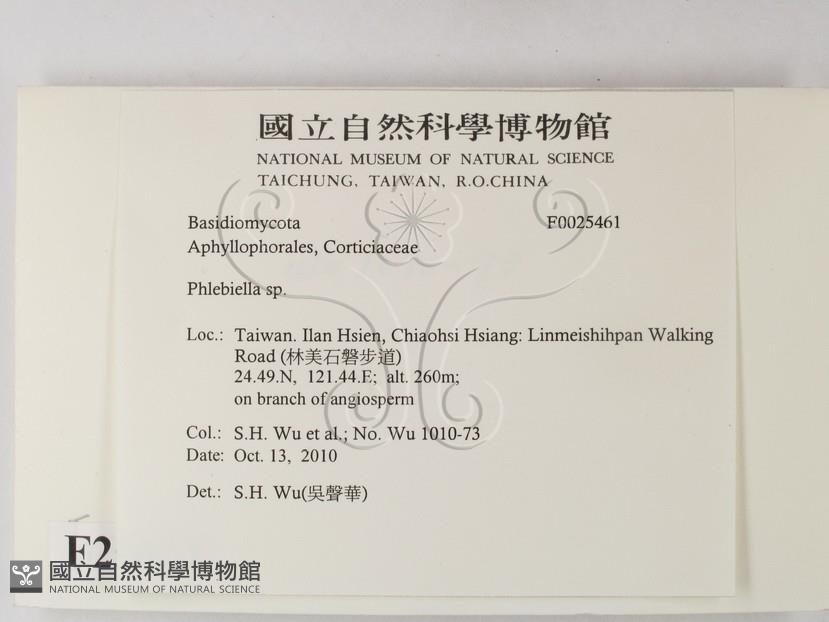 國立自然科學博物館
NATIONAL MUSEUM OF NATURAL SCIENCE
TAICHUNG, TAIWAN, R.O.CHINA
Basidiomycota F0025461
Aphyllophorales, Corticiaceae
Phlebiella sp.
Loc.: Taiwan. Ilan Hsien, Chiaohsi Hsiang: Linmeishihpan Walking
Road (林美石磐步道)
24.49.N, 121.44.E; alt. 260m;
on branch of angiosperm
Col.: S.H. Wu et al.; No. Wu 1010-73
Date: Oct. 13, 2010
Det.: S.H. Wu(吳聲華)
F2
國立自然科學博物館
NATIONAL MUSEUM OF NATURAL SCIENCE